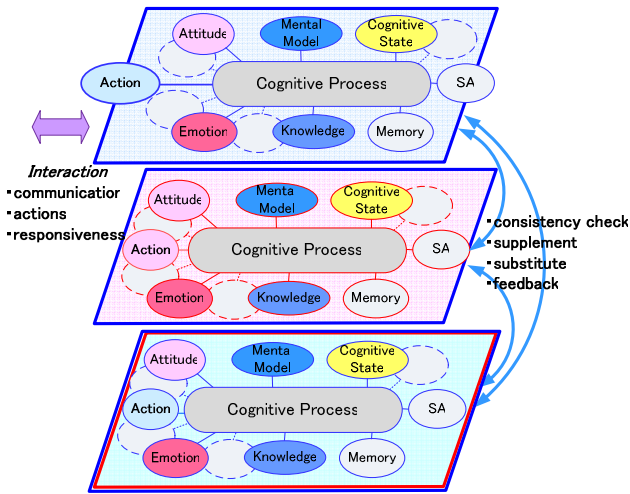 Attitude
Mental
Model
Cognitive
State
Action
Cognitive Process
SA
Emotion
Knowledge
Memory
Interaction
▪communication
▪actions
▪responsiveness
Attitude
Menta
Model
Cognitive
State
Action
Cognitive Process
SA
Emotion
Knowledge
Memory
▪consistency check
▪supplement
▪substitute
▪feedback
Attitude
Menta
Model
Cognitive
State
Action
Cognitive Process
SA
Emotion
Knowledge
Memory